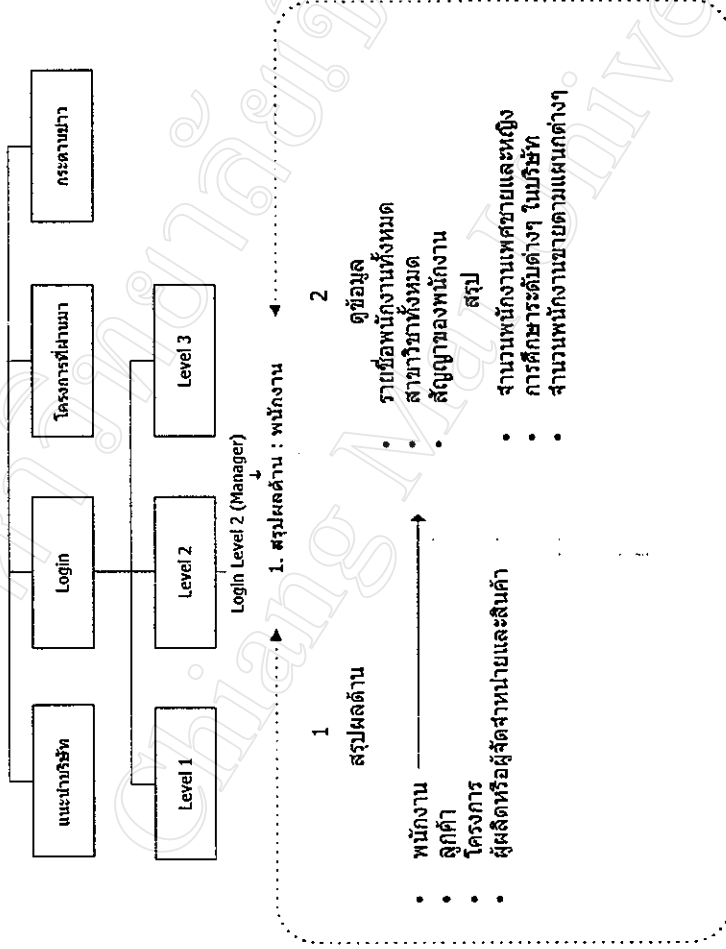 แนะนำบริษัท
Login
โครงการที่ผ่านมา
กระดานข่าว
Level 1
Level 2
Level 3
Login Level 2 (Manager)
1. สรุปผลด้าน : พนักงาน
1
สรุปผลด้าน
• พนักงาน
• ลูกค้า
• โครงการ
• ผู้ผลิตหรือผู้จัดจำหน่ายและสินค้า
2
ดูข้อมูล
• รายชื่อพนักงานทั้งหมด
• สาขาวิชาทั้งหมด
• สัญญาของพนักงาน
สรุป
• จำนวนพนักงานเพศชายและหญิง
• การศึกษาระดับต่างๆ ในบริษัท
• จำนวนพนักงานขายตามแผนกต่างๆ
Chiang Mai Unive